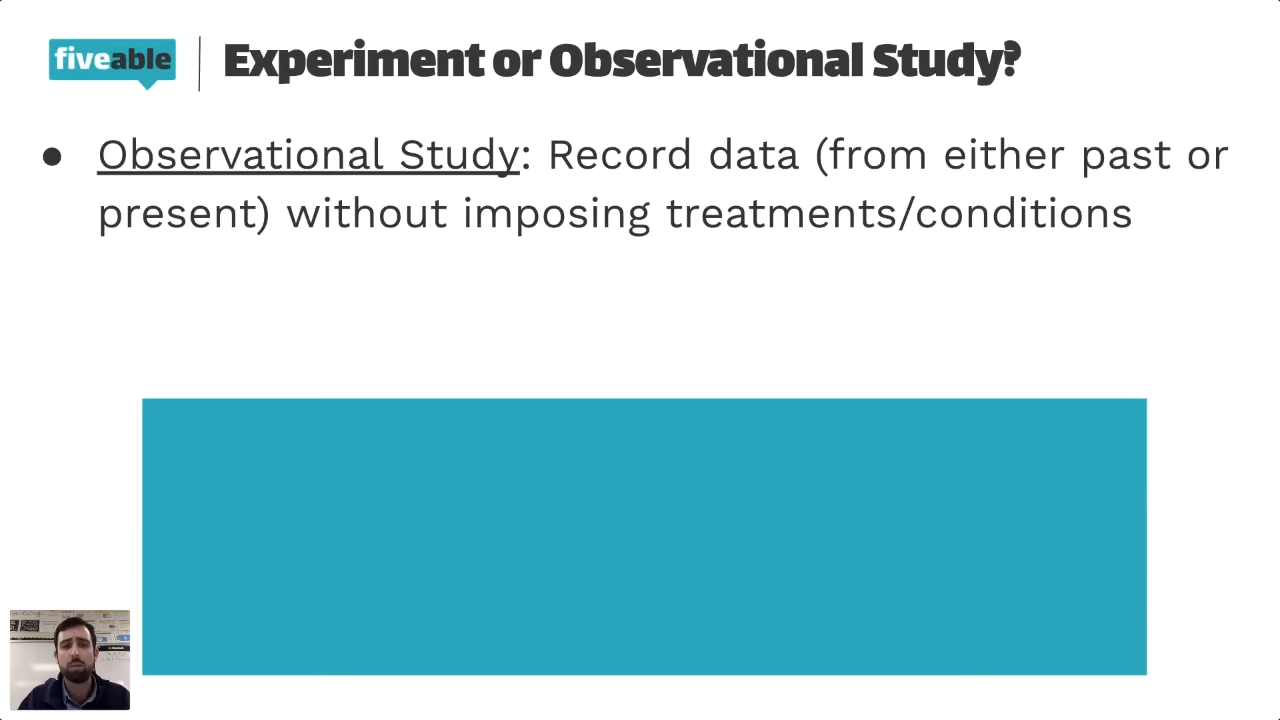 fiveable
Experiment or Observational Study?
● Observational Study: Record data (from either past or
present) without imposing treatments/conditions